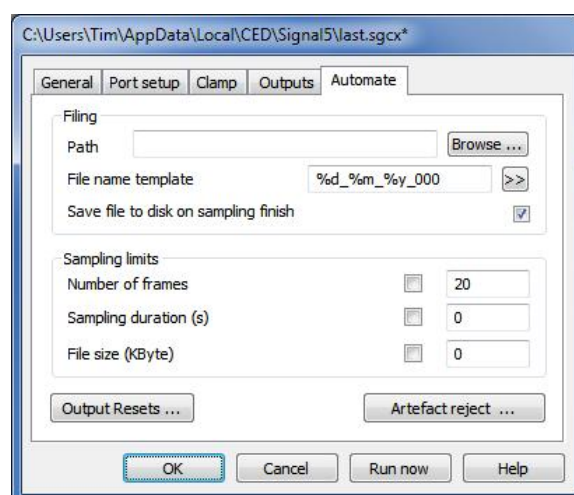 C:\Users\Tim\AppData\Local\CED\Signal5\last.sgcx*
General Port setup Clamp Outputs Automate
Filing
Path Browse ...
File name template %d_%m_%y_000 >>
Save file to disk on sampling finish
Sampling limits
Number of frames 20
Sampling duration (s) 0
File size (KByte) 0
Output Resets ... Artefact reject ...
OK Cancel Run now Help